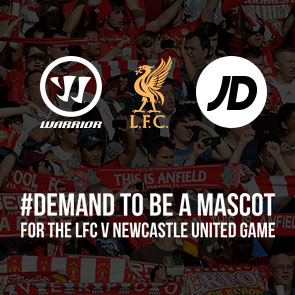 WARRIOR
L.F.C.
JD
THIS IS ANFIELD
#DEMAND TO BE A MASCOT
FOR THE LFC V NEWCASTLE UNITED GAME